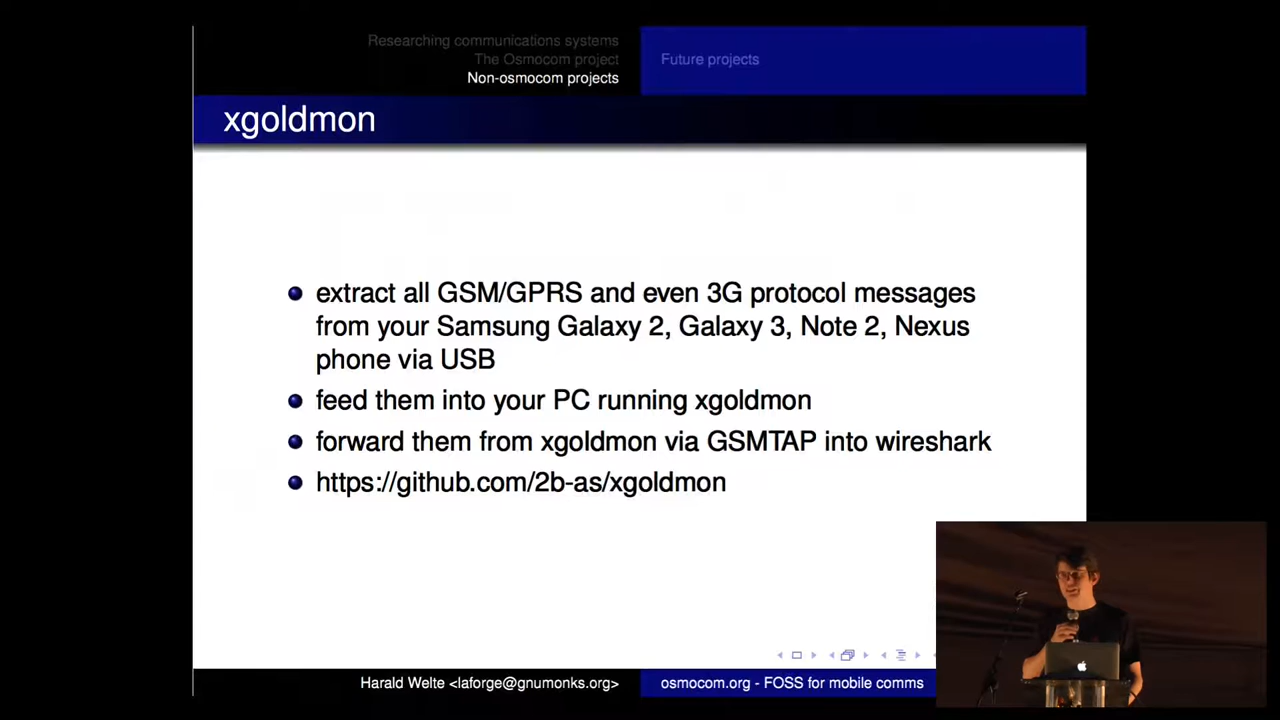 Researching communications systems
The Osmocom project
Non-osmocom projects
Future projects
xgoldmon
extract all GSM/GPRS and even 3G protocol messages
from your Samsung Galaxy 2, Galaxy 3, Note 2, Nexus
phone via USB
feed them into your PC running xgoldmon
forward them from xgoldmon via GSMTAP into wireshark
https://github.com/2b-as/xgoldmon
Harald Welte <laforge@gnumonks.org>
osmocom.org - FOSS for mobile comms